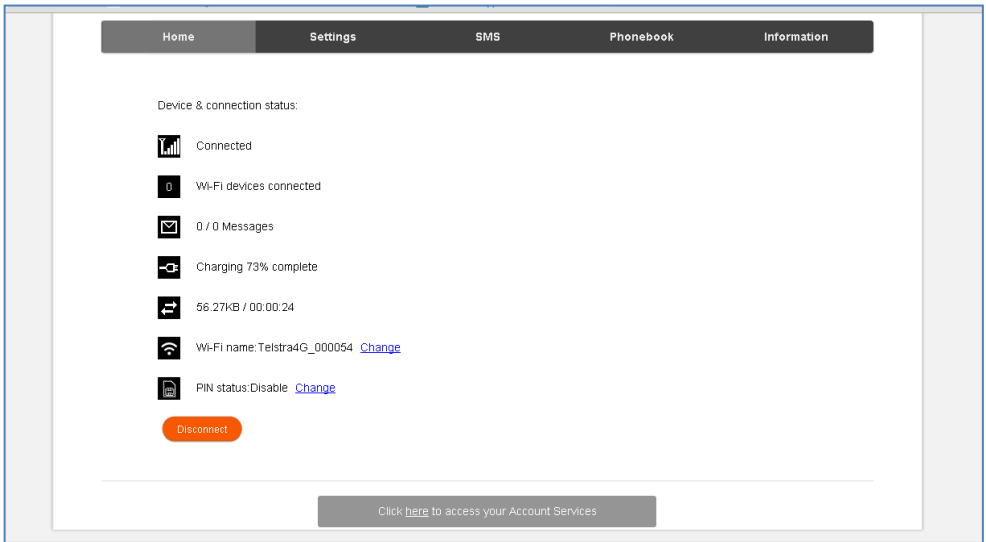 Home Settings SMS Phonebook Information
Device & connection status:
Connected
0 Wi-Fi devices connected
0 / 0 Messages
Charging 73% complete
56.27KB / 00:00:24
Wi-Fi name:Telstra4G_000054 Change
PIN status:Disable Change
Disconnect
Click here to access your Account Services